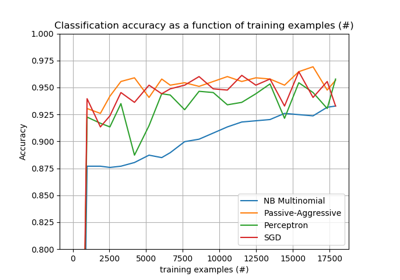 Classification accuracy as a function of training examples (#)
1.000
0.975
0.950
0.925
0.900
0.875
0.850
0.825
0.800
Accuracy
NB Multinomial
Passive-Aggressive
Perceptron
SGD
0 2500 5000 7500 10000 12500 15000 17500
training examples (#)